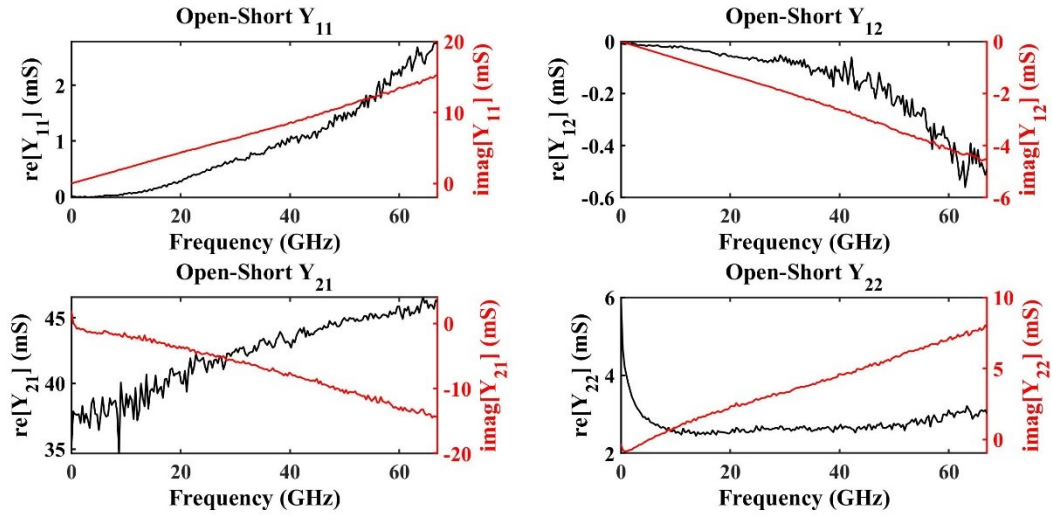 Open-Short Y11
re[Y11] (mS)
2
1
0
20
10
0
imag[Y11] (mS)
0 20 40 60
Frequency (GHz)
Open-Short Y12
re[Y12] (mS)
0
-0.2
-0.4
-0.6
0
-2
-4
-6
imag[Y12] (mS)
0 20 40 60
Frequency (GHz)
Open-Short Y21
re[Y21] (mS)
45
40
35
0
-10
-20
imag[Y21] (mS)
0 20 40 60
Frequency (GHz)
Open-Short Y22
re[Y22] (mS)
6
4
2
10
5
0
imag[Y22] (mS)
0 20 40 60
Frequency (GHz)